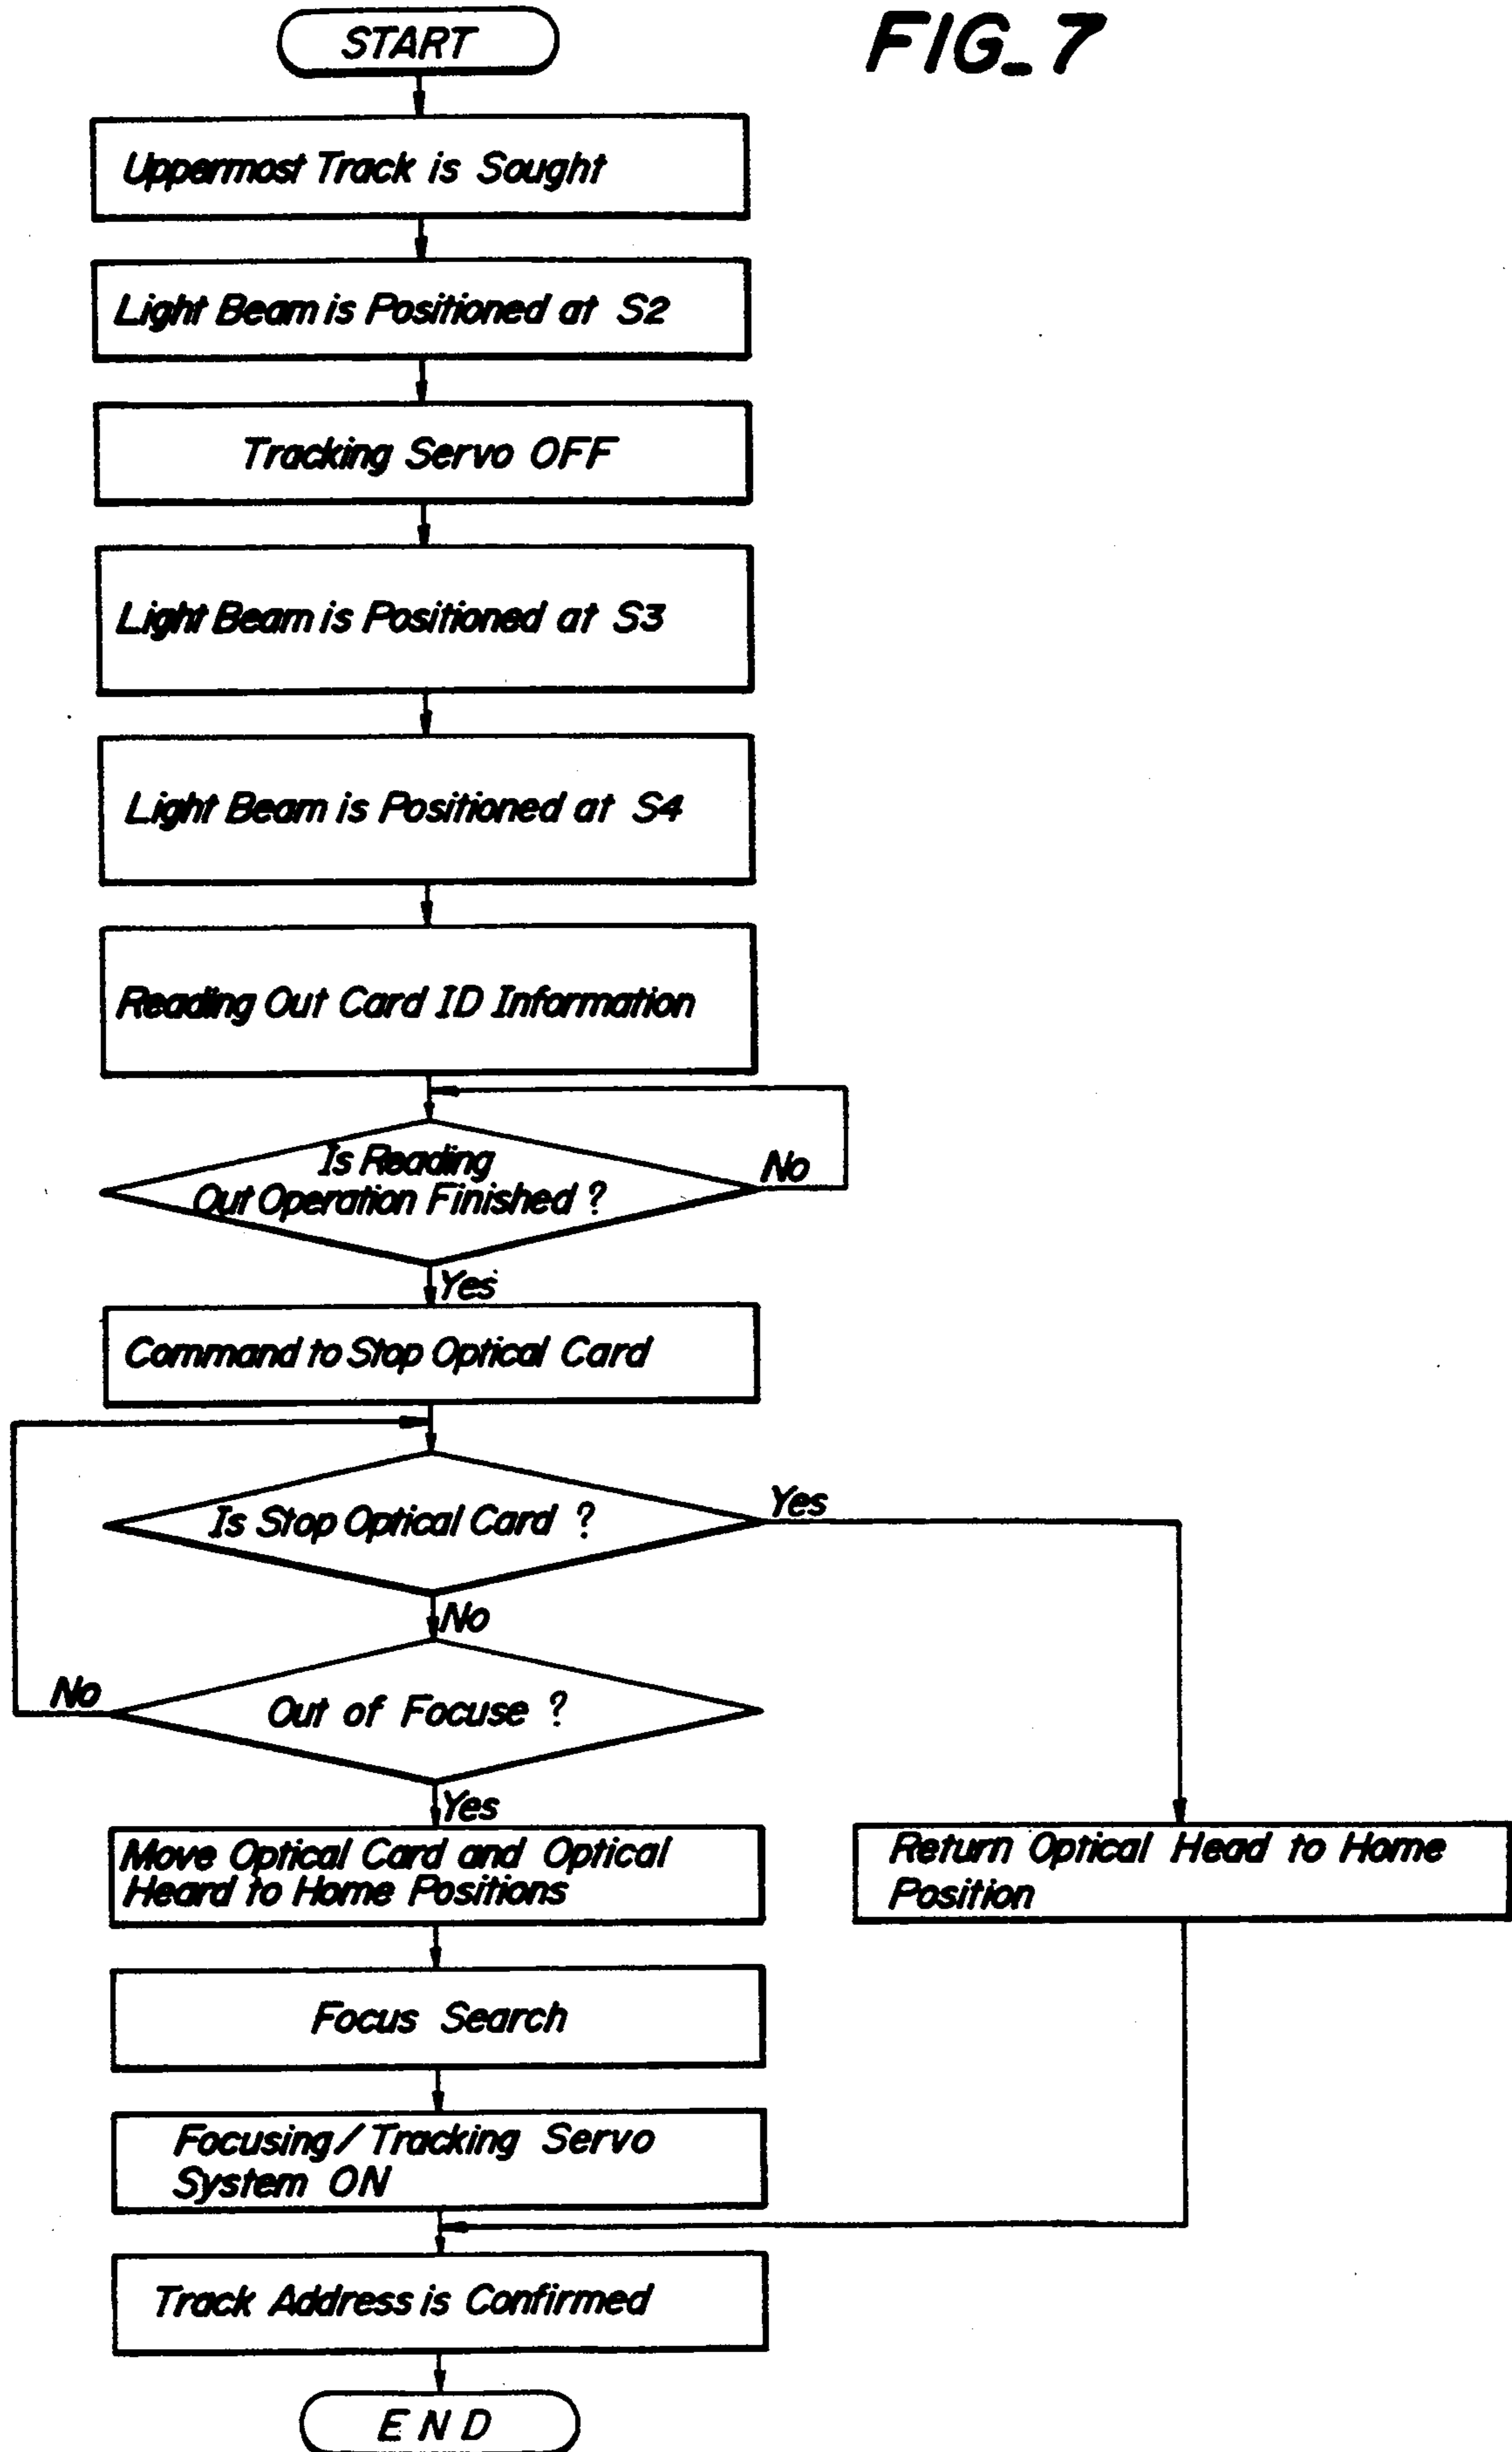 START
FIG_7
Uppermost Track is Sought
Light Beam is Positioned at S2
Tracking Servo OFF
Light Beam is Positioned at S3
Light Beam is Positioned at S4
Reading Out Card ID Information
Is Reading
Out Operation Finished ?
No
Yes
Command to Stop Optical Card
Is Stop Optical Card ?
Yes
No
Out of Focuse ?
No
Yes
Move Optical Card and Optical
Heard to Home Positions
Return Optical Head to Home
Position
Focus Search
Focusing/Tracking Servo
System ON
Track Address is Confirmed
END